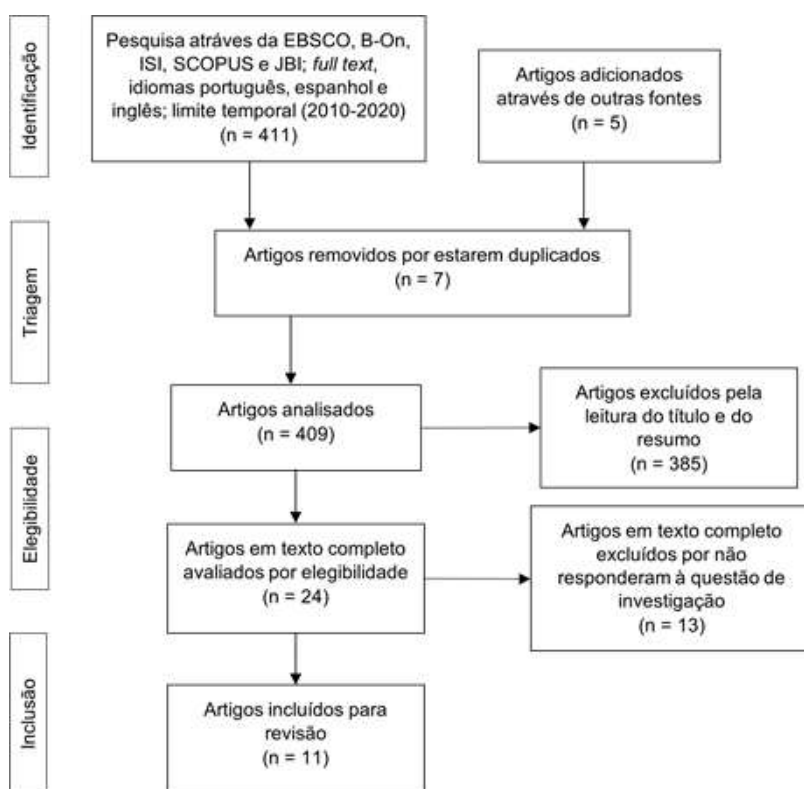 Identificação
Pesquisa atráves da EBSCO, B-On,
ISI, SCOPUS e JBI; full text,
idiomas português, espanhol e
inglês; limite temporal (2010-2020)
(n = 411)
Artigos adicionados
através de outras fontes
(n = 5)
Triagem
Artigos removidos por estarem duplicados
(n = 7)
Artigos analisados
(n = 409)
Artigos excluídos pela
leitura do título e do
resumo
(n = 385)
Elegibilidade
Artigos em texto completo
avaliados por elegibilidade
(n = 24)
Artigos em texto completo
excluídos por não
responderam à questão de
investigação
(n = 13)
Inclusão
Artigos incluídos para
revisão
(n = 11)